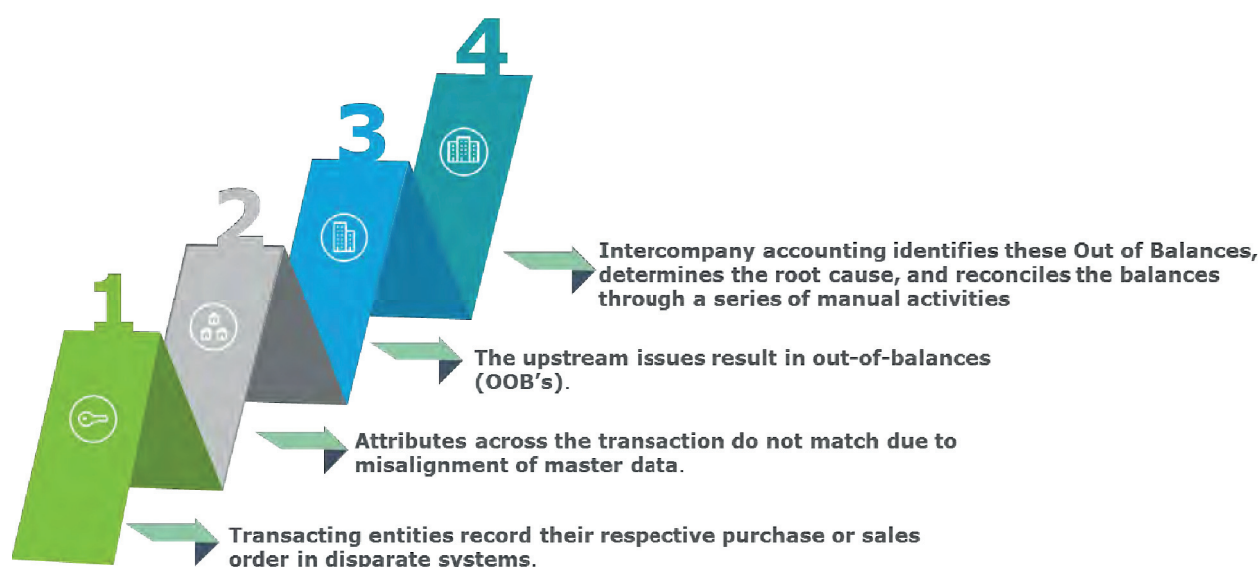 4
3
2
1
Intercompany accounting identifies these Out of Balances,
determines the root cause, and reconciles the balances
through a series of manual activities
The upstream issues result in out-of-balances
(OOB’s).
Attributes across the transaction do not match due to
misalignment of master data.
Transacting entities record their respective purchase or sales
order in disparate systems.